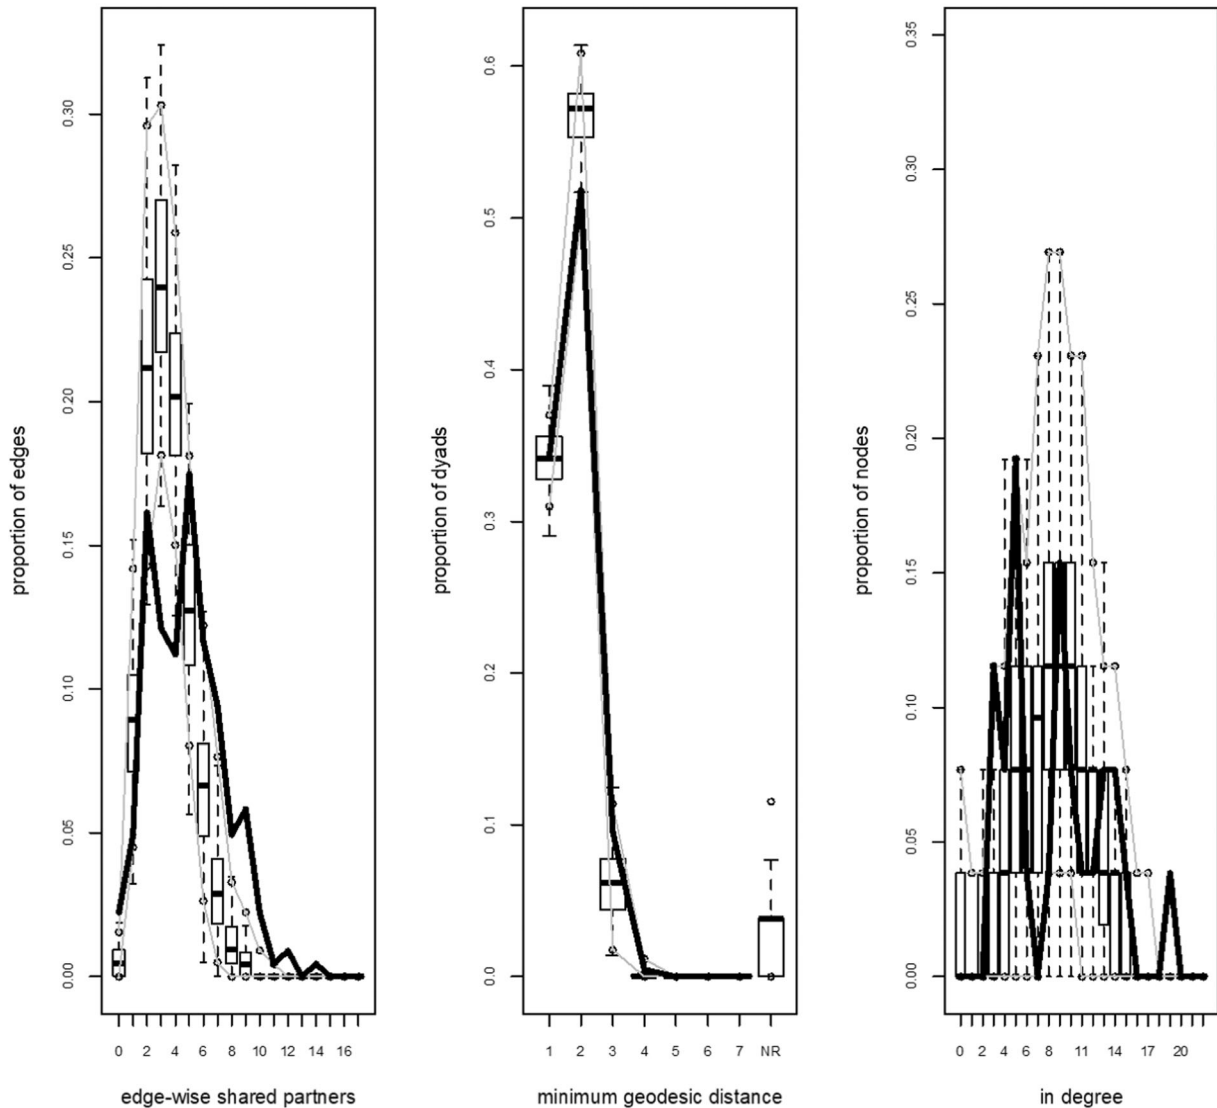 proportion of edges
0.00 0.05 0.10 0.15 0.20 0.25 0.30
0 2 4 6 8 10 12 14 16
edge-wise shared partners
proportion of dyads
0.0 0.1 0.2 0.3 0.4 0.5 0.6
1 2 3 4 5 6 7 NR
minimum geodesic distance
proportion of nodes
0.00 0.05 0.10 0.15 0.20 0.25 0.30 0.35
0 2 4 6 8 11 14 17 20
in degree